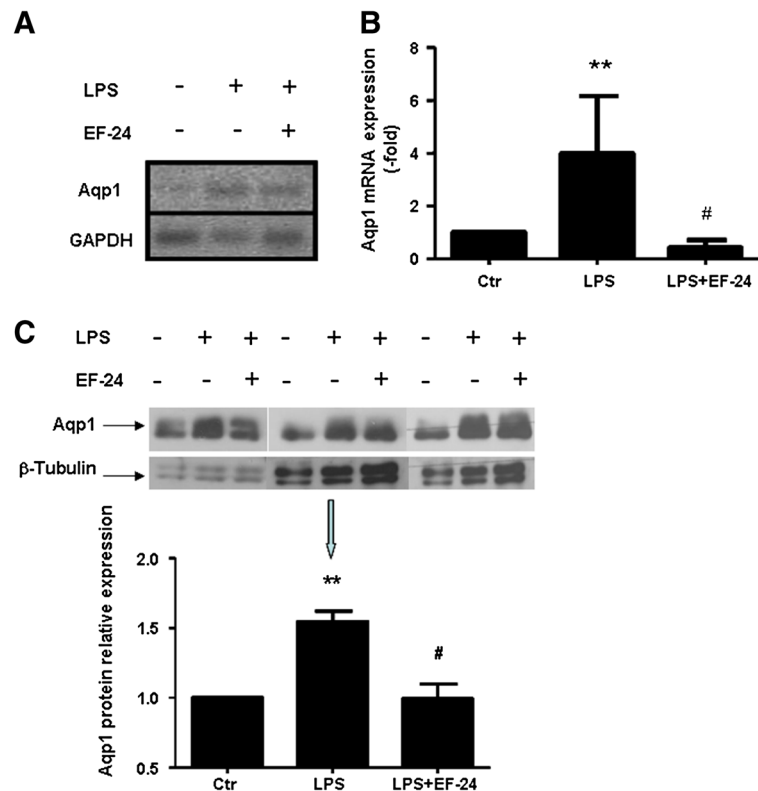 A
LPS - + +
EF-24 - - +
Aqp1
GAPDH
B
Aqp1 mRNA expression
(-fold)
8
6
4
2
0
**
#
Ctr LPS LPS+EF-24
C
LPS - + + - + + - + +
EF-24 - - + - - + - - +
Aqp1
β-Tubulin
Aqp1 protein relative expression
2.0
1.5
1.0
0.5
**
#
Ctr LPS LPS+EF-24